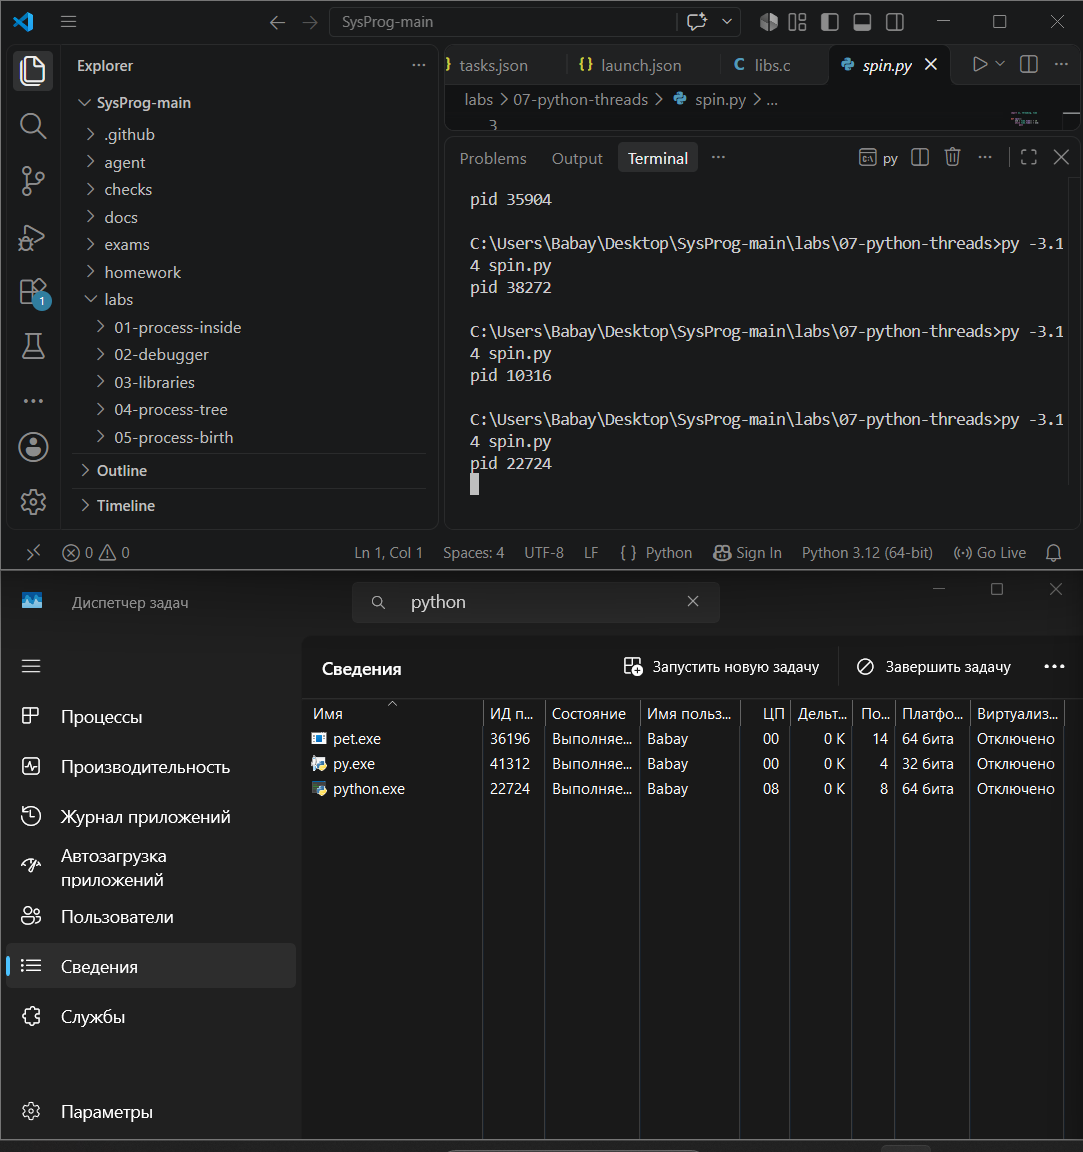 SysProg-main
Explorer
SysProg-main
.github
agent
checks
docs
exams
homework
labs
01-process-inside
02-debugger
03-libraries
04-process-tree
05-process-birth
Outline
Timeline
1
tasks.json
launch.json
libs.c
spin.py
labs > 07-python-threads > spin.py > ...
3
Problems
Output
Terminal
py
pid 35904
C:\Users\Babay\Desktop\SysProg-main\labs\07-python-threads>py -3.1
4 spin.py
pid 38272
C:\Users\Babay\Desktop\SysProg-main\labs\07-python-threads>py -3.1
4 spin.py
pid 10316
C:\Users\Babay\Desktop\SysProg-main\labs\07-python-threads>py -3.1
4 spin.py
pid 22724
0 0 Ln 1, Col 1 Spaces: 4 UTF-8 LF { } Python Sign In Python 3.12 (64-bit) Go Live
Диспетчер задач
python
Процессы
Производительность
Журнал приложений
Автозагрузка
приложений
Пользователи
Сведения
Службы
Параметры
Сведения
Запустить новую задачу
Завершить задачу
Имя ИД п... Состояние Имя польз... ЦП Дельт... По... Платфо... Виртуализ...
pet.exe 36196 Выполняе... Babay 00 0 K 14 64 бита Отключено
py.exe 41312 Выполняе... Babay 00 0 K 4 32 бита Отключено
python.exe 22724 Выполняе... Babay 08 0 K 8 64 бита Отключено